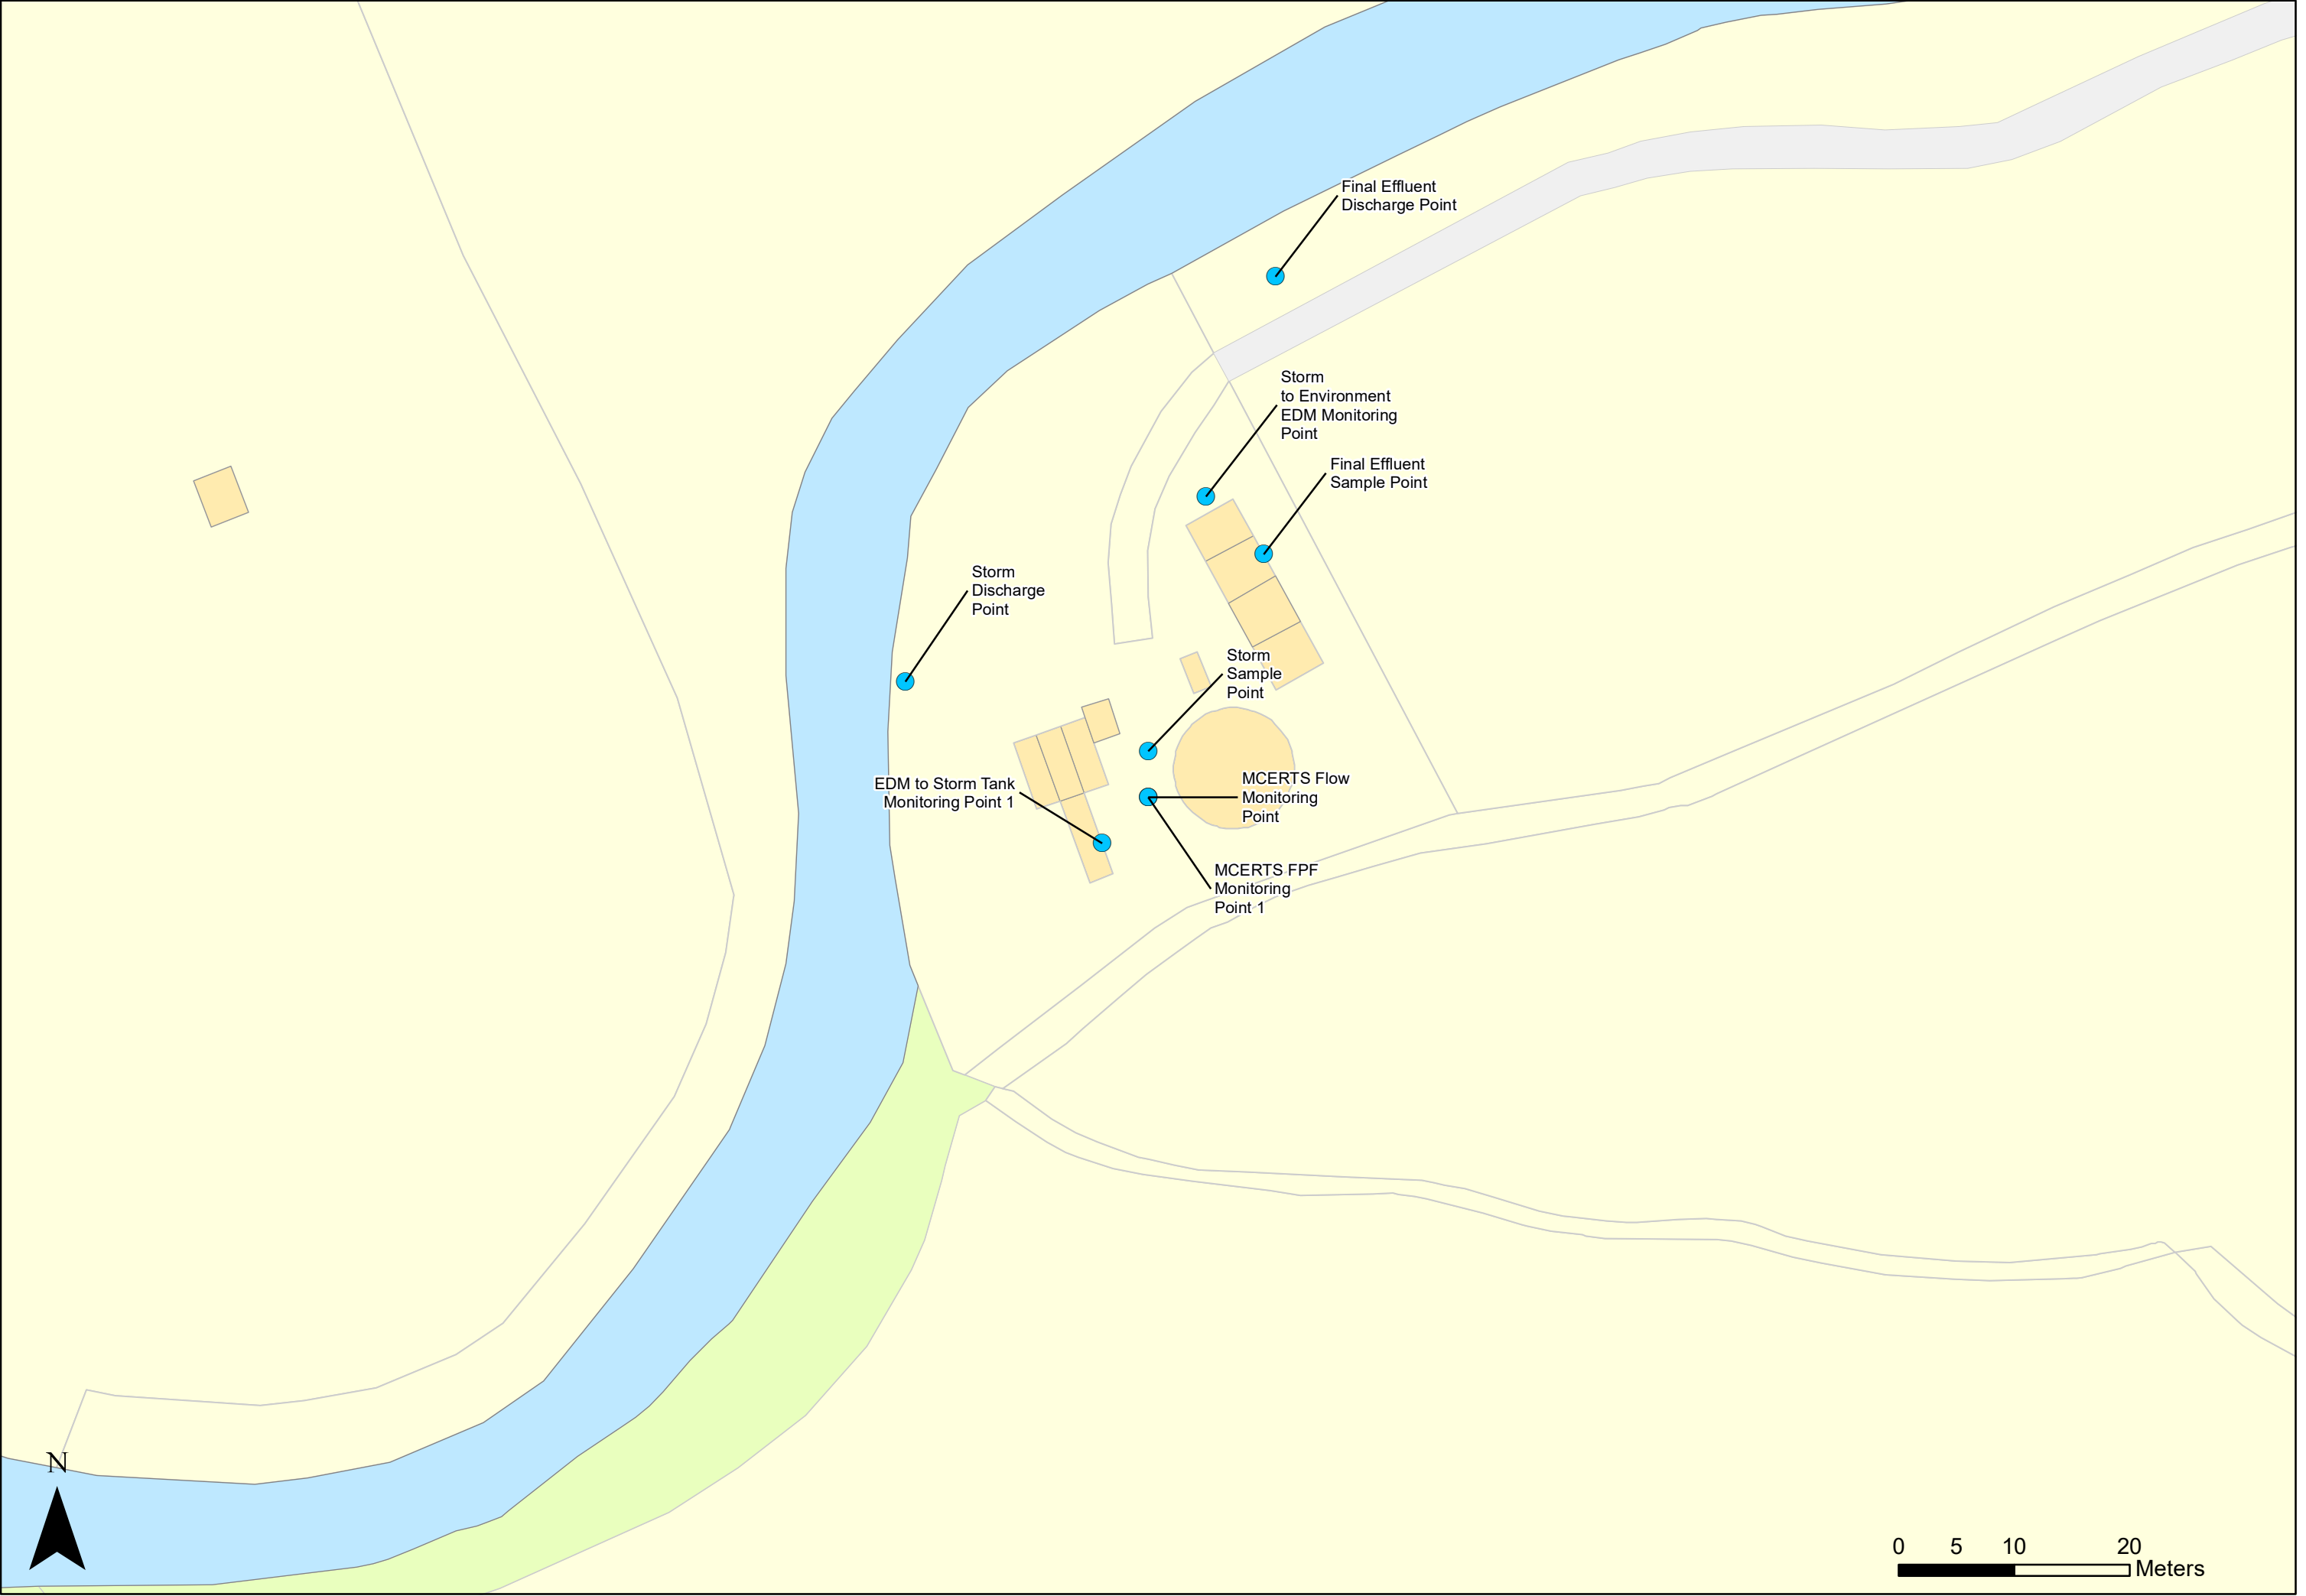 Final Effluent
Discharge Point
Storm
to Environment
EDM Monitoring
Point
Final Effluent
Sample Point
Storm
Discharge
Point
Storm
Sample
Point
EDM to Storm Tank
Monitoring Point 1
MCERTS Flow
Monitoring
Point
MCERTS FPF
Monitoring
Point 1
N
0 5 10 20
Meters